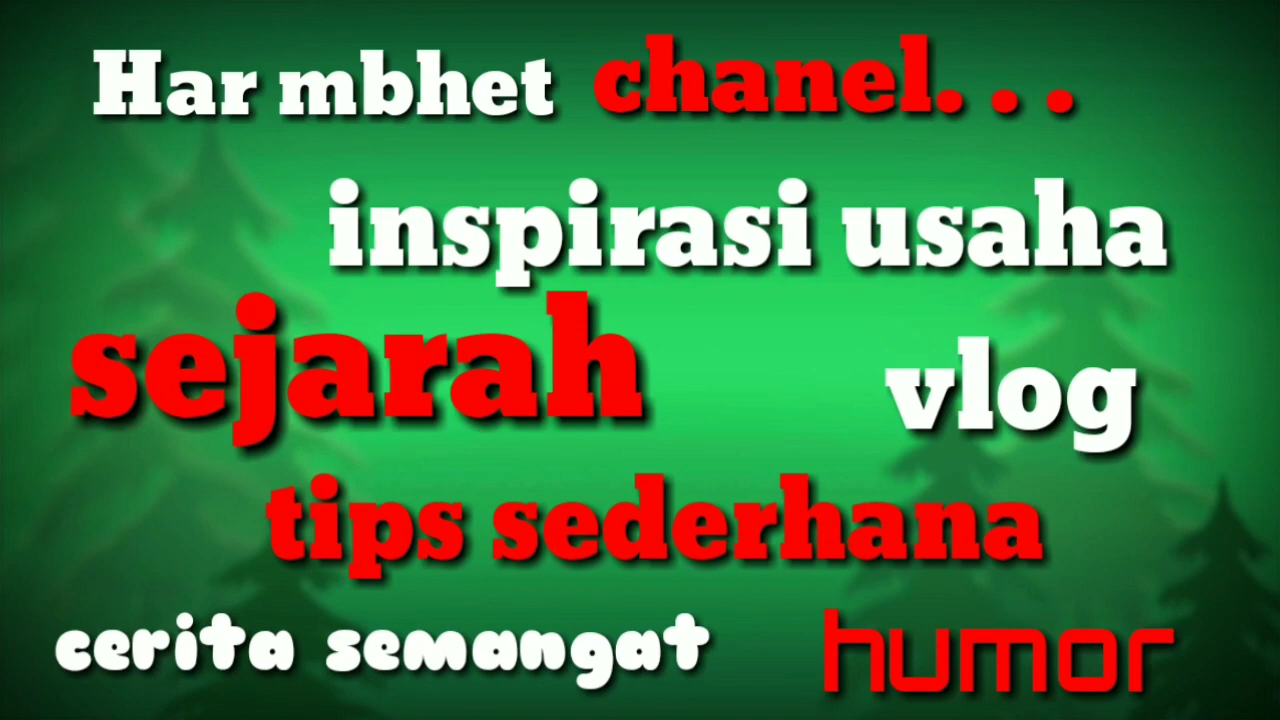 Har mbhet chanel. . .
inspirasi usaha
sejarah
vlog
tips sederhana
cerita semangat
humor